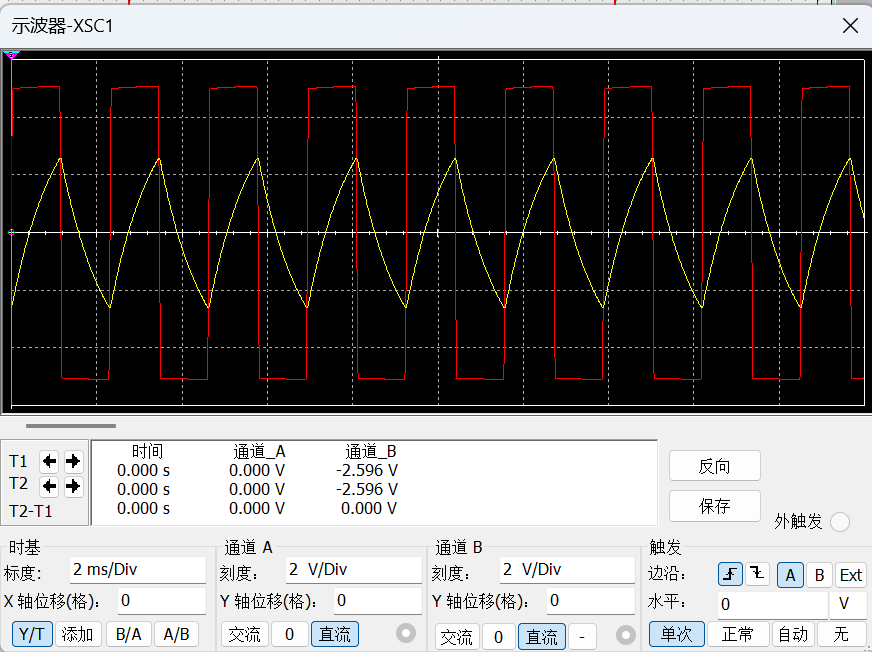 示波器-XSC1
T1
T2
T2-T1
时间 通道_A 通道_B
0.000 s 0.000 V -2.596 V
0.000 s 0.000 V -2.596 V
0.000 s 0.000 V 0.000 V
反向
保存
外触发
时基
标度： 2 ms/Div
X 轴位移(格)： 0
Y/T 添加 B/A A/B
通道 A
刻度： 2 V/Div
Y 轴位移(格)： 0
交流 0 直流
通道 B
刻度： 2 V/Div
Y 轴位移(格)： 0
交流 0 直流 -
触发
边沿： A B Ext
水平： 0 V
单次 正常 自动 无